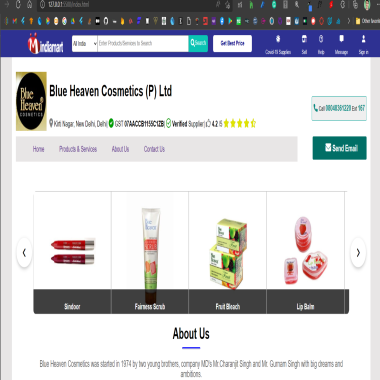 127.0.0.1:5500/index.html
Other favorites
M indiamart
All India
Enter Products/Services to Search
Search
Get Best Price
Covid-19 Supplies
Sell
Help
Message
Sign in
Blue Heaven COSMETICS
Blue Heaven Cosmetics (P) Ltd
Kirti Nagar, New Delhi, Delhi| GST 07AACCB1155C1ZB| Verified Supplier| 4.2 /5
Call 08048361220 Ext 167
Send Email
Home
Products & Services
About Us
Contact Us
Sindoor
Fairness Scrub
Fruit Bleach
Lip Balm
About Us
Blue Heaven Cosmetics was started in 1974 by two young brothers, company MD's Mr.Charanjit Singh and Mr. Gurnam Singh with big dreams and
ambitions.